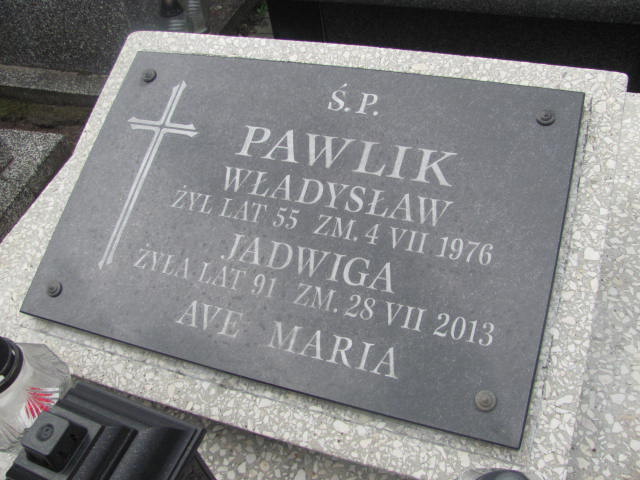 Ś.P.
PAWLIK
WŁADYSŁAW
ŻYŁ LAT 55 ZM. 4 VII 1976
JADWIGA
ŻYŁA LAT 91 ZM. 28 VII 2013
AVE MARIA